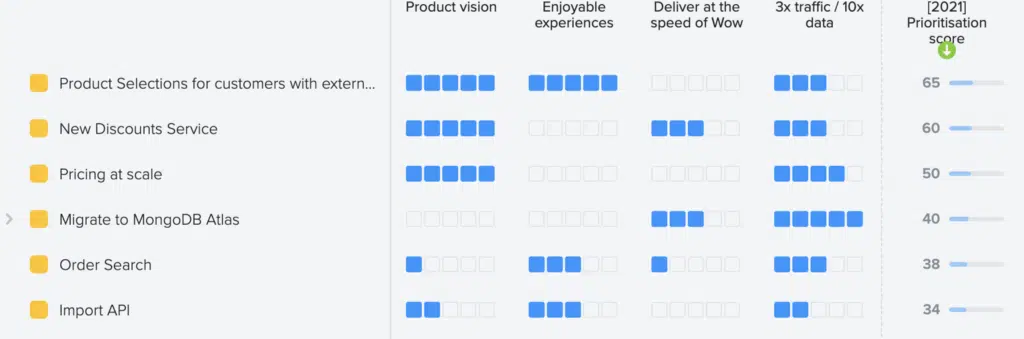 Product vision
Enjoyable
experiences
Deliver at the
speed of Wow
3x traffic / 10x
data
[2021]
Prioritisation
score
Product Selections for customers with extern...
65
New Discounts Service
60
Pricing at scale
50
Migrate to MongoDB Atlas
40
Order Search
38
Import API
34